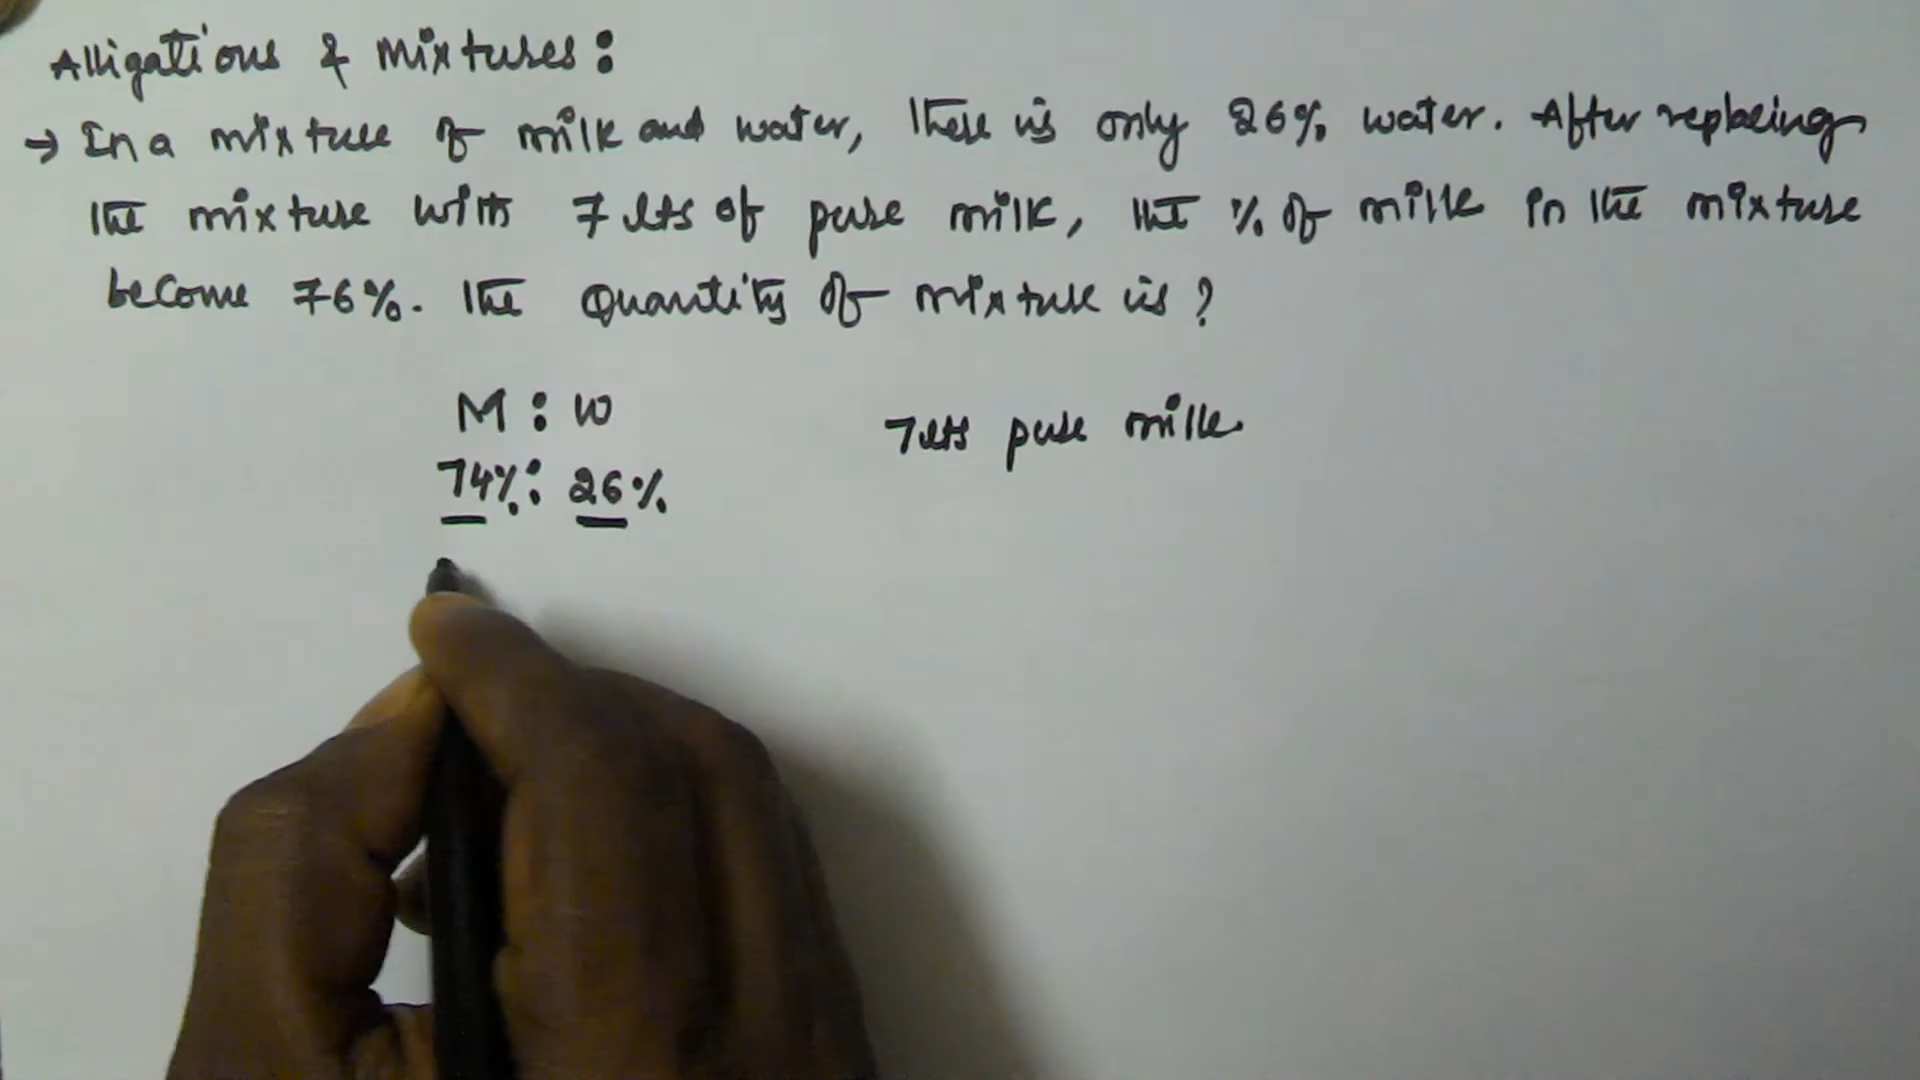 Alligations & Mixtures:
→ In a mixture of milk and water, there is only 26% water. After replacing
the mixture with 7 lts of pure milk, the % of milk in the mixture
become 76%. The Quantity of mixture is?
M : W
7 lts pure milk.
74% : 26%